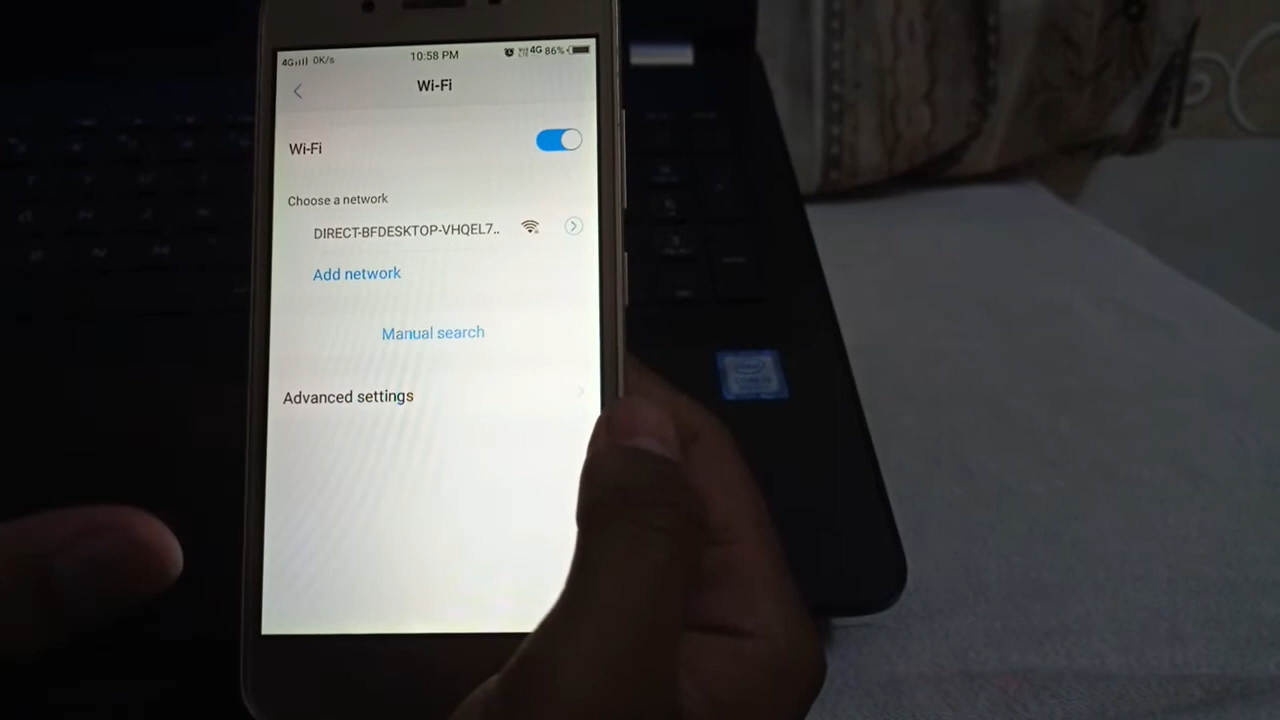 4G 0K/s 10:58 PM 4G 86%
Wi-Fi
Wi-Fi
Choose a network
DIRECT-BFDESKTOP-VHQEL7..
Add network
Manual search
Advanced settings